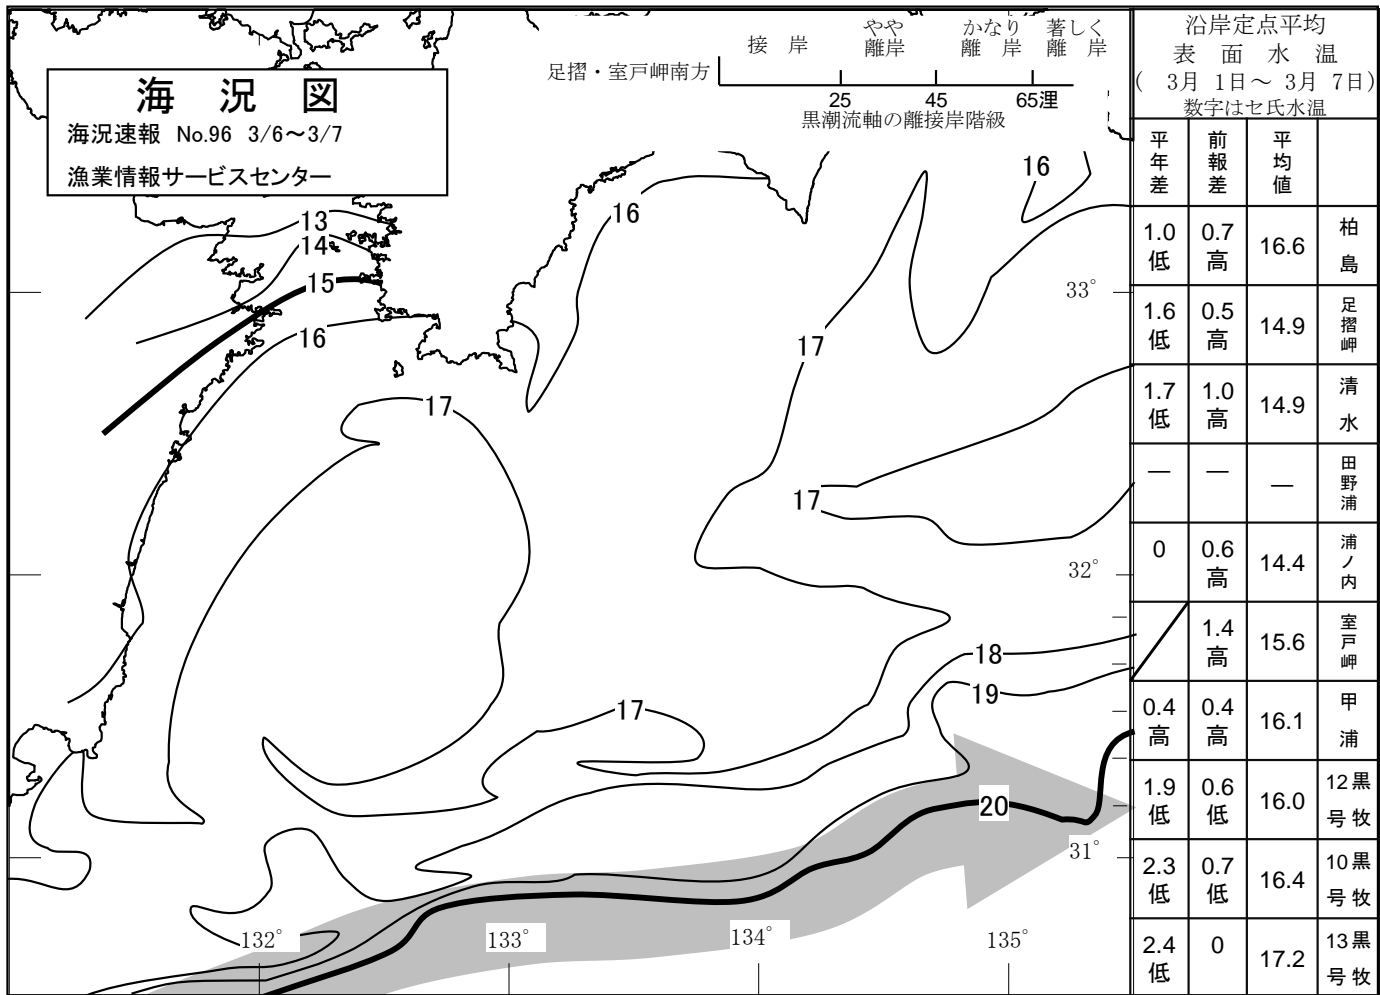 海 況 図
海況速報 No.96 3/6～3/7
漁業情報サービスセンター
接 岸 やや離岸 かなり離 岸 著しく離 岸
足摺・室戸岬南方
25 45 65浬
黒潮流軸の離接岸階級
13
14
15
16
16
16
17
17
17
17
18
19
20
33°
32°
31°
132° 133° 134° 135°
沿岸定点平均
表 面 水 温
( 3月 1日～ 3月 7日)
数字はセ氏水温
平年差 前報差 平均値
1.0低 0.7高 16.6 柏島
1.6低 0.5高 14.9 足摺岬
1.7低 1.0高 14.9 清水
— — — 田野浦
0 0.6高 14.4 浦ノ内
1.4高 15.6 室戸岬
0.4高 0.4高 16.1 甲浦
1.9低 0.6低 16.0 黒牧12号
2.3低 0.7低 16.4 黒牧10号
2.4低 0 17.2 黒牧13号